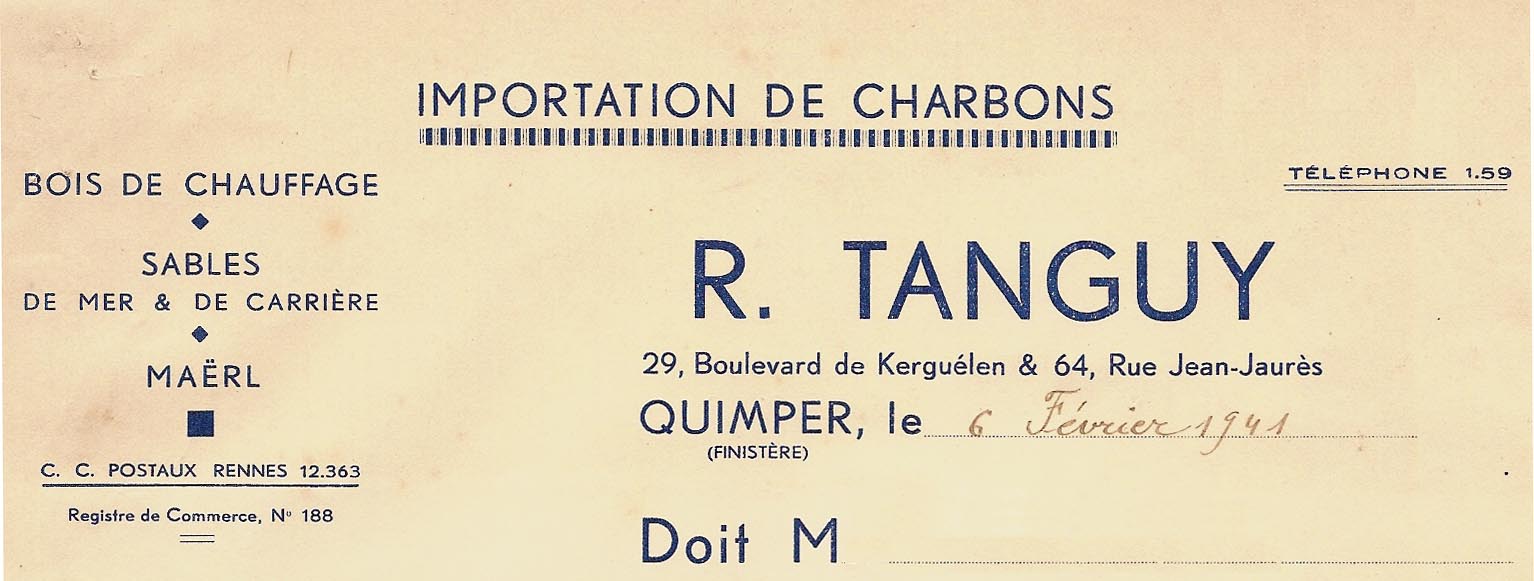 IMPORTATION DE CHARBONS
BOIS DE CHAUFFAGE
SABLES
DE MER & DE CARRIÈRE
MAËRL
C. C. POSTAUX RENNES 12.363
Registre de Commerce, N° 188
TÉLÉPHONE 1.59
R. TANGUY
29, Boulevard de Kerguélen & 64, Rue Jean-Jaurès
QUIMPER, le 6 Février 1941
(FINISTÈRE)
Doit M